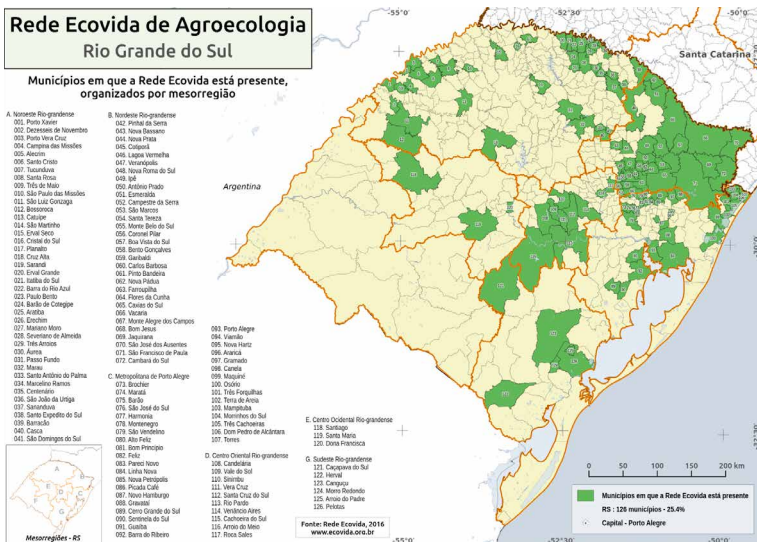 Rede Ecovida de Agroecologia
Rio Grande do Sul
Municípios em que a Rede Ecovida está presente,
organizados por mesorregião
A. Noroeste Rio-grandense
001. Porto Xavier
002. Dezesseis de Novembro
003. Porto Vera Cruz
004. Campina das Missões
005. Alecrim
006. Santo Cristo
07. Tucunduva
008. Santa Rosa
009. Três de Maio
010. São Paulo das Missões
011. São Luiz Gonzaga
012. Bossoroca
013. Catuípe
014. São Martinho
015. Erval Seco
016. Cristal do Sul
017. Planalto
018. Cruz Alta
019. Sarandi
020. Erval Grande
021. Itatiba do Sul
022. Barra do Rio Azul
023. Paulo Bento
024. Barão de Cotegipe
025. Aratiba
026. Erechim
027. Mariano Moro
028. Severiano de Almeida
029. Três Arroios
030. Áurea
031. Passo Fundo
032. Marau
033. Santo Antônio do Palma
034. Marcelino Ramos
035. Centenário
036. São João da Urtiga
037. Sananduva
038. Santo Expedito do Sul
039. Barracão
040. Casca
041. São Domingos do Sul
B. Nordeste Rio-grandense
042. Pinhal da Serra
043. Nova Bassano
044. Nova Prata
045. Cotiporã
046. Lagoa Vermelha
047. Veranópolis
048. Nova Roma do Sul
049. Ipê
050. Antônio Prado
051. Esmeralda
052. Campestre da Serra
053. São Marcos
054. Santa Tereza
055. Monte Belo do Sul
056. Coronel Pilar
057. Boa Vista do Sul
058. Bento Gonçalves
059. Garibaldi
060. Carlos Barbosa
061. Pinto Bandeira
062. Nova Pádua
063. Farroupilha
064. Flores da Cunha
065. Caxias do Sul
066. Vacaria
067. Monte Alegre dos Campos
068. Bom Jesus
069. Jaquirana
070. São José dos Ausentes
071. São Francisco de Paula
072. Cambará do Sul
C. Metropolitana de Porto Alegre
073. Brochier
074. Maratá
075. Barão
076. São José do Sul
077. Harmonia
078. Montenegro
079. São Vendelino
080. Alto Feliz
081. Bom Princípio
082. Feliz
083. Pareci Novo
084. Linha Nova
085. Nova Petrópolis
086. Picada Café
087. Novo Hamburgo
088. Gravataí
089. Cerro Grande do Sul
090. Sentinela do Sul
091. Guaíba
092. Barra do Ribeiro
093. Porto Alegre
094. Viamão
095. Nova Hartz
096. Araricá
097. Gramado
098. Canela
099. Maquiné
100. Osório
101. Três Forquilhas
102. Terra de Areia
103. Mampituba
104. Morrinhos do Sul
105. Três Cachoeiras
106. Dom Pedro de Alcântara
107. Torres
D. Centro Oriental Rio-grandense
108. Candelária
109. Vale do Sol
110. Sinimbu
111. Vera Cruz
112. Santa Cruz do Sul
113. Rio Pardo
114. Venâncio Aires
115. Cachoeira do Sul
116. Arroio do Meio
117. Roca Sales
E. Centro Ocidental Rio-grandense
118. Santiago
119. Santa Maria
120. Dona Francisca
G. Sudeste Rio-grandense
121. Caçapava do Sul
122. Herval
123. Canguçu
124. Morro Redondo
125. Arroio do Padre
126. Pelotas
Fonte: Rede Ecovida, 2016
www.ecovida.org.br
Mesorregiões - RS
Argentina
Santa Catarina
-55°0'
-52°30'
-50°0'
-55°0'
-52°30'
0 50 100 150 200 km
Municípios em que a Rede Ecovida está presente
RS : 126 municípios - 25.4%
Capital - Porto Alegre